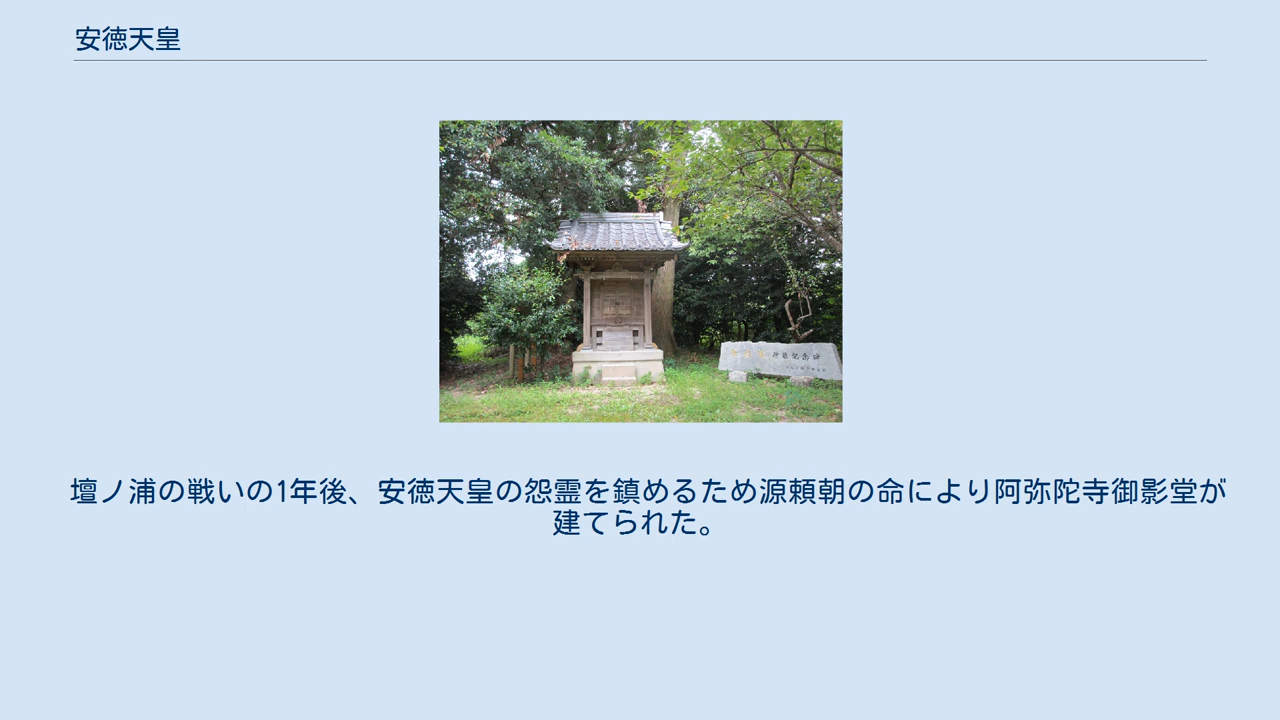 安徳天皇
壇ノ浦の戦いの1年後、安徳天皇の怨霊を鎮めるため源頼朝の命により阿弥陀寺御影堂が
建てられた。